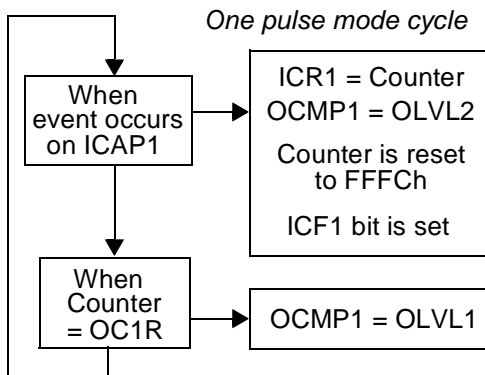 One pulse mode cycle
When
event occurs
on ICAP1
ICR1 = Counter
OCMP1 = OLVL2
Counter is reset
to FFFCh
ICF1 bit is set
When
Counter
= OC1R
OCMP1 = OLVL1